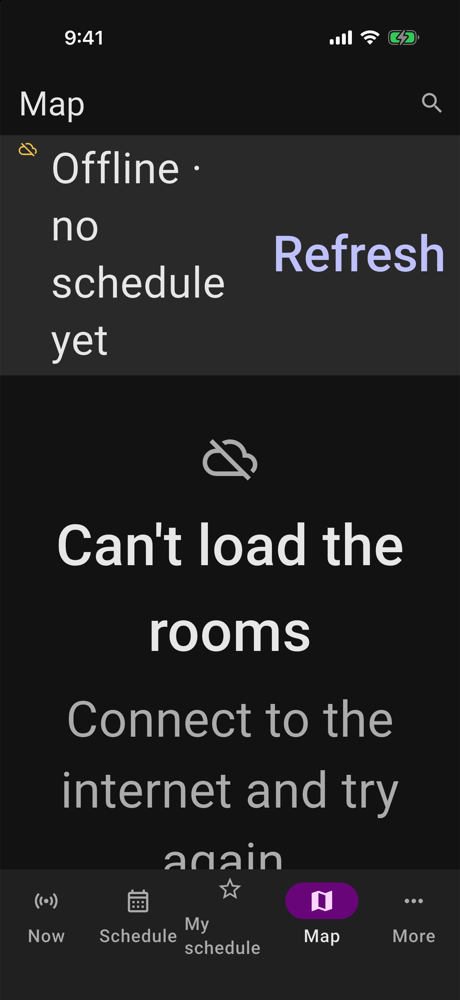 9:41
Map
Offline ·
no
schedule
yet
Refresh
Can't load the
rooms
Connect to the
internet and try
again
Now
Schedule
My
schedule
Map
More